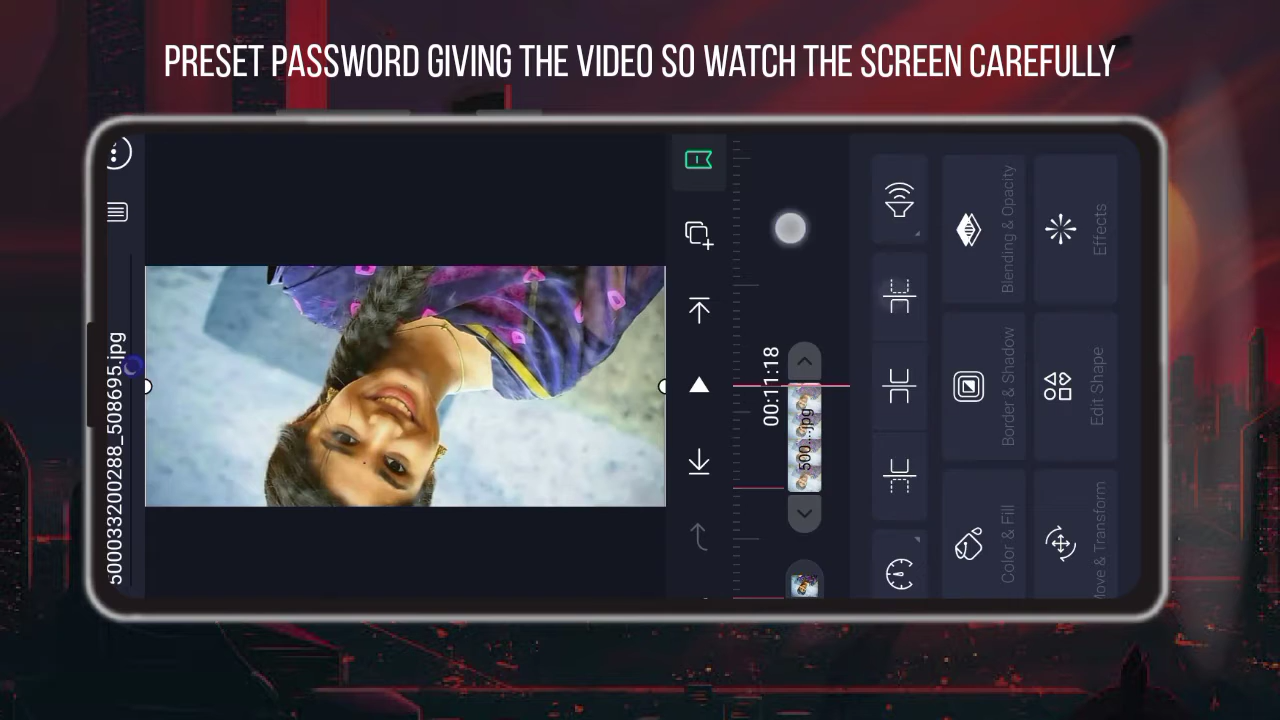 PRESET PASSWORD GIVING THE VIDEO SO WATCH THE SCREEN CAREFULLY
500033200288_508695.jpg
00:11:18
500...jpg
Blending & Opacity
Border & Shadow
Color & Fill
Effects
Edit Shape
Move & Transform